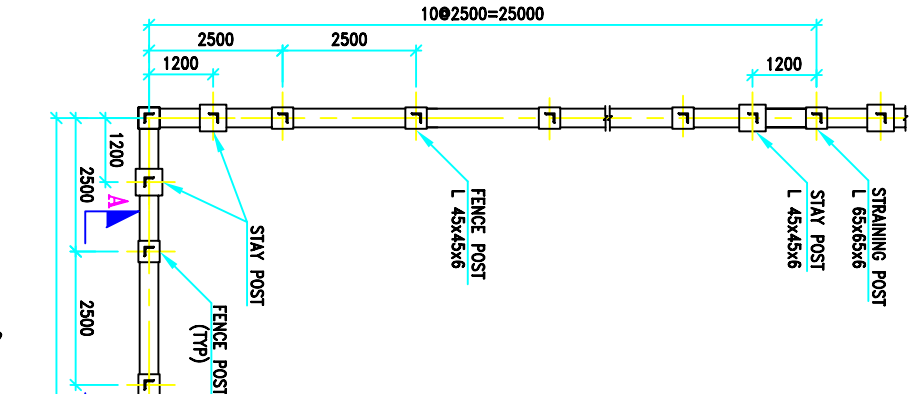 10@2500=25000
2500
2500
1200
1200
1200
2500
A
2500
STAY POST
FENCE POST
(TYP)
FENCE POST
L 45x45x6
STAY POST
L 45x45x6
STRAINING POST
L 65x65x6